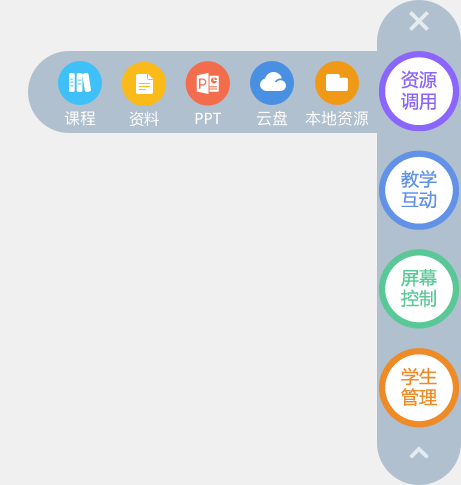 课程
资料
PPT
云盘
本地资源
资源
调用
教学
互动
屏幕
控制
学生
管理